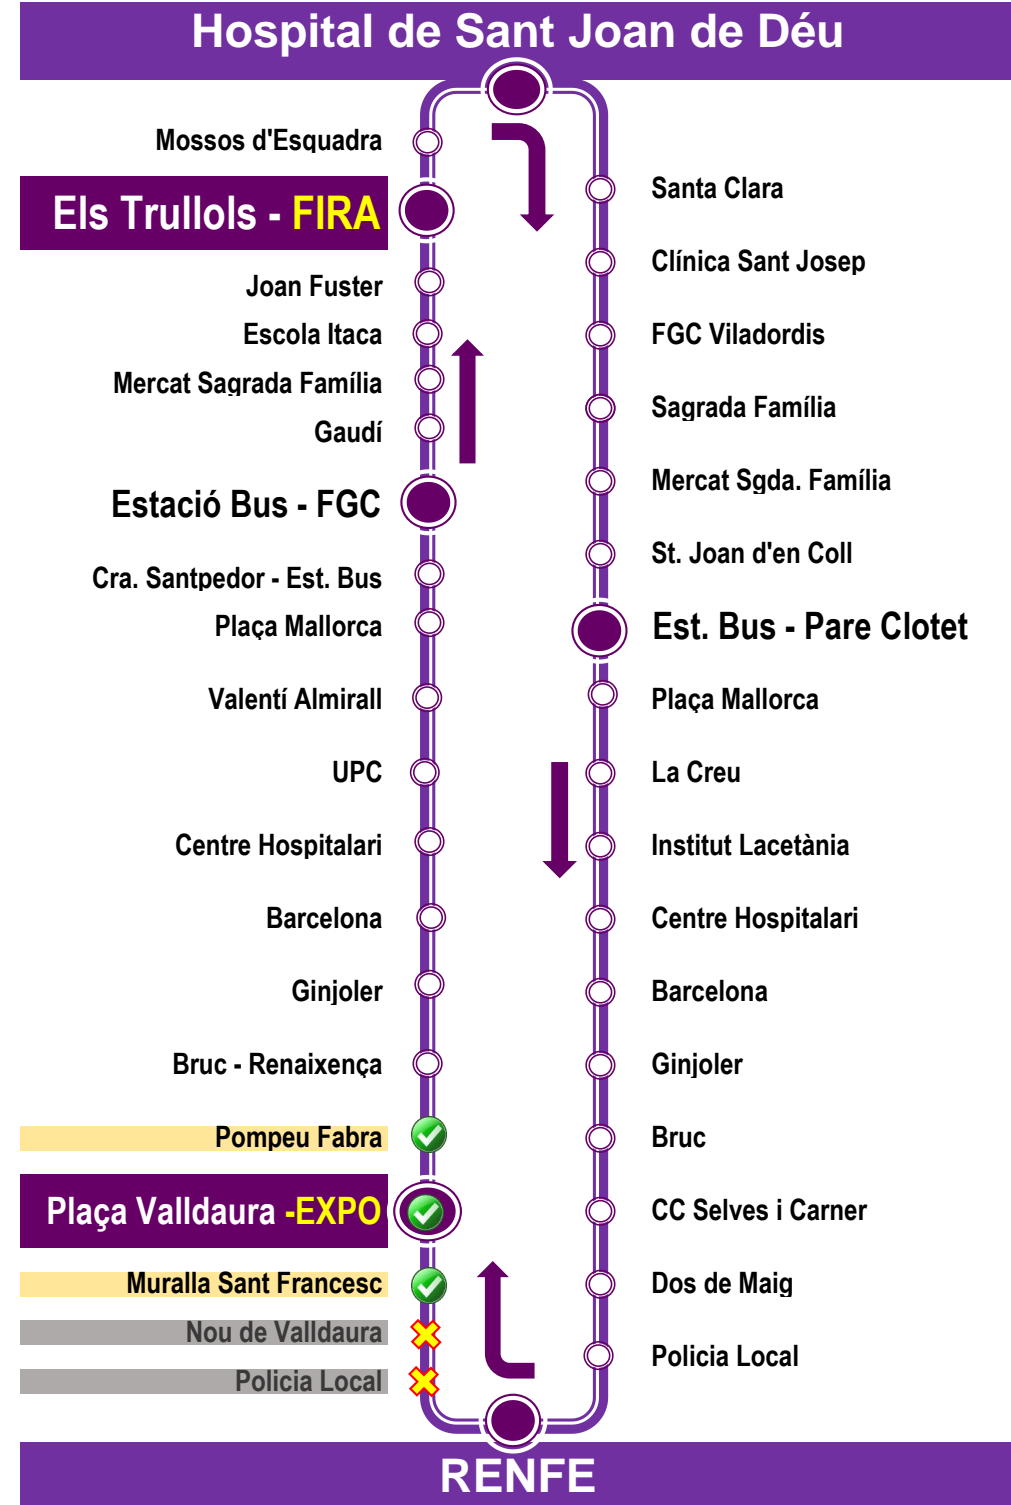 Hospital de Sant Joan de Déu
Mossos d'Esquadra
Els Trullols - FIRA
Joan Fuster
Escola Itaca
Mercat Sagrada Família
Gaudí
Estació Bus - FGC
Cra. Santpedor - Est. Bus
Plaça Mallorca
Valentí Almirall
UPC
Centre Hospitalari
Barcelona
Ginjoler
Bruc - Renaixença
Pompeu Fabra
Plaça Valldaura -EXPO
Muralla Sant Francesc
Nou de Valldaura
Policia Local
Santa Clara
Clínica Sant Josep
FGC Viladordis
Sagrada Família
Mercat Sgda. Família
St. Joan d'en Coll
Est. Bus - Pare Clotet
Plaça Mallorca
La Creu
Institut Lacetània
Centre Hospitalari
Barcelona
Ginjoler
Bruc
CC Selves i Carner
Dos de Maig
Policia Local
RENFE